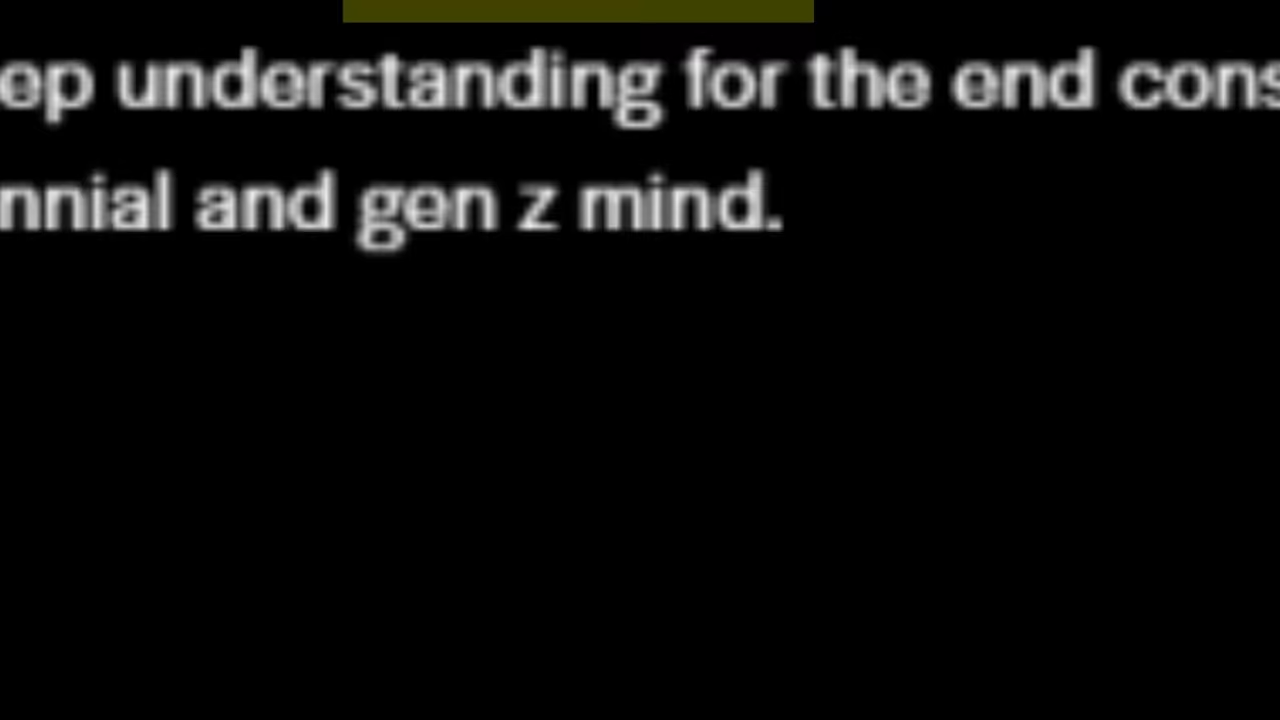 ep understanding for the end cons
nnial and gen z mind.